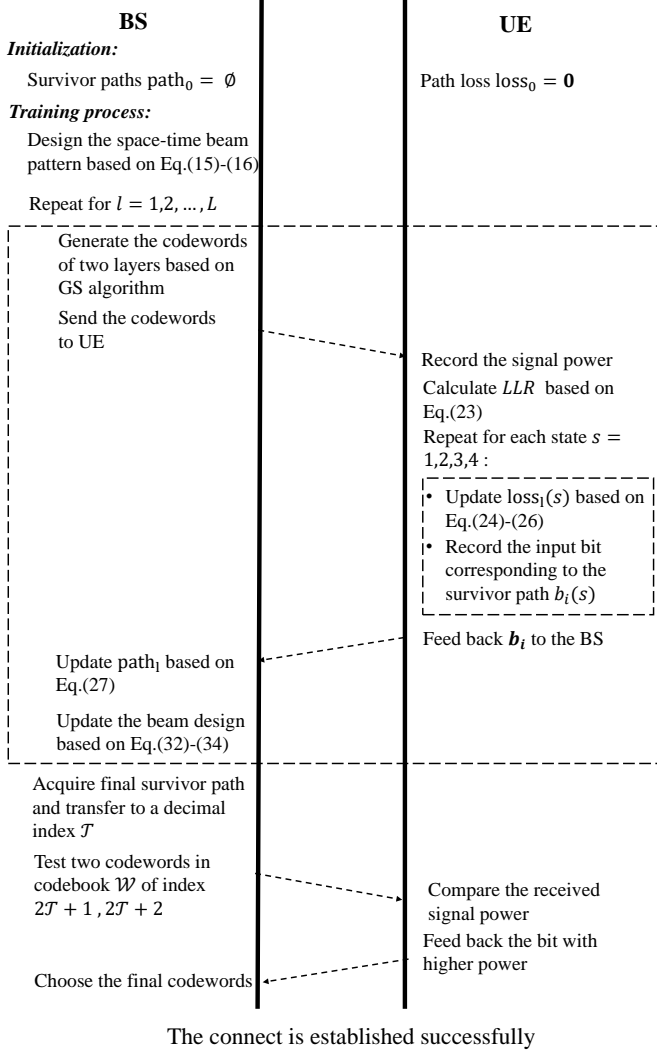 BS
UE
Initialization:
Survivor paths path₀ = ∅
Path loss loss₀ = 𝟎
Training process:
Design the space-time beam
pattern based on Eq.(15)-(16)
Repeat for 𝑙 = 1,2, … , 𝐿
Generate the codewords
of two layers based on
GS algorithm
Send the codewords
to UE
Record the signal power
Calculate 𝐿𝐿𝑅 based on
Eq.(23)
Repeat for each state 𝑠 =
1,2,3,4 :
• Update lossₗ(𝑠) based on
Eq.(24)-(26)
• Record the input bit
corresponding to the
survivor path 𝑏ᵢ(𝑠)
Feed back 𝒃ᵢ to the BS
Update pathₗ based on
Eq.(27)
Update the beam design
based on Eq.(32)-(34)
Acquire final survivor path
and transfer to a decimal
index 𝒯
Test two codewords in
codebook 𝒲 of index
2𝒯 + 1 , 2𝒯 + 2
Compare the received
signal power
Feed back the bit with
higher power
Choose the final codewords
The connect is established successfully